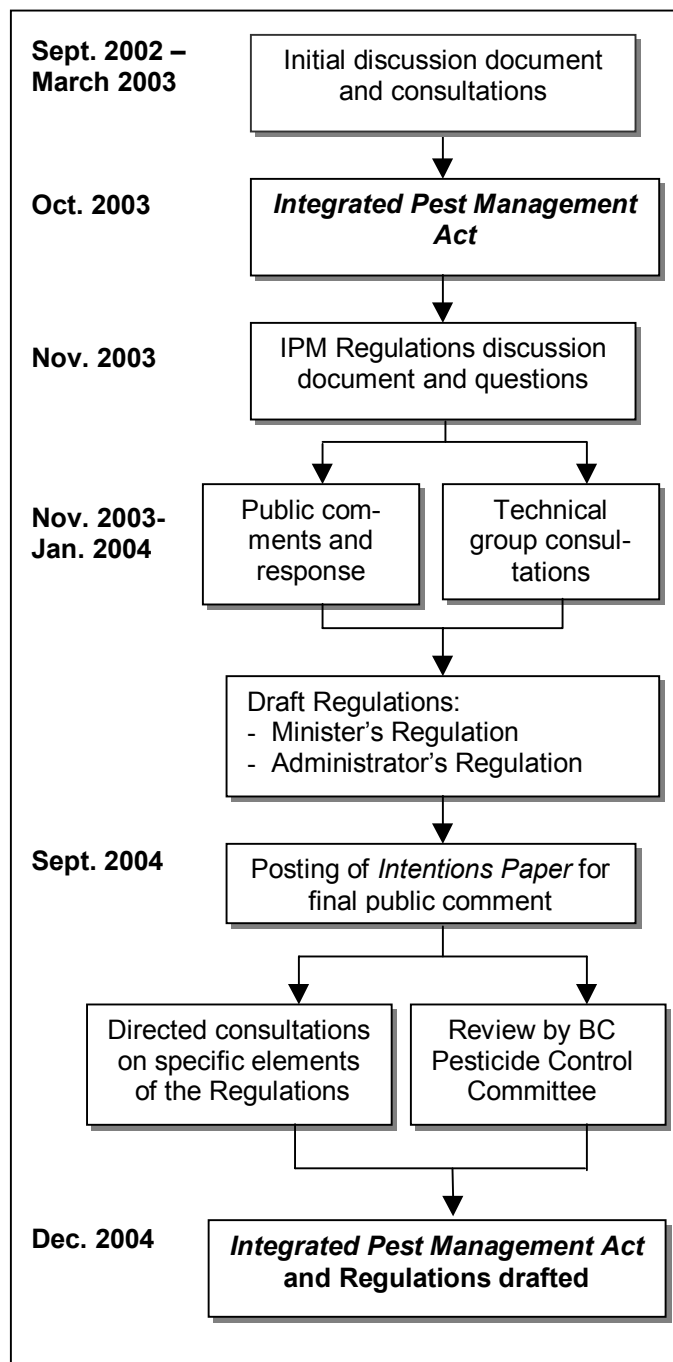 Sept. 2002 –
March 2003
Initial discussion document
and consultations
Oct. 2003
Integrated Pest Management
Act
Nov. 2003
IPM Regulations discussion
document and questions
Nov. 2003-
Jan. 2004
Public com-
ments and
response
Technical
group consul-
tations
Draft Regulations:
- Minister’s Regulation
- Administrator’s Regulation
Sept. 2004
Posting of Intentions Paper for
final public comment
Directed consultations
on specific elements
of the Regulations
Review by BC
Pesticide Control
Committee
Dec. 2004
Integrated Pest Management Act
and Regulations drafted